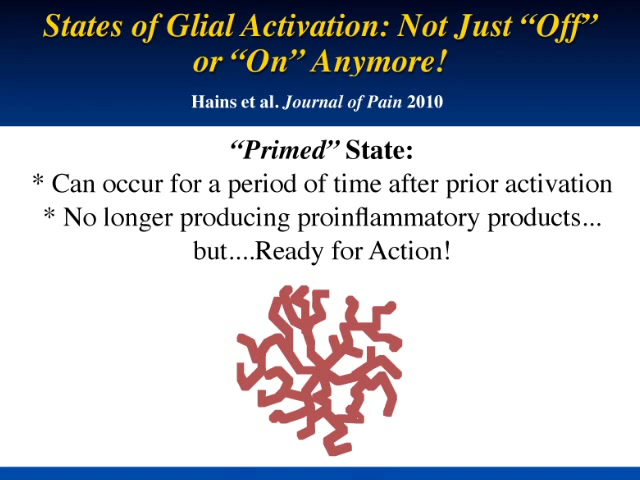 States of Glial Activation: Not Just “Off”
or “On” Anymore!
Hains et al. Journal of Pain 2010
“Primed” State:
* Can occur for a period of time after prior activation
* No longer producing proinflammatory products...
but....Ready for Action!